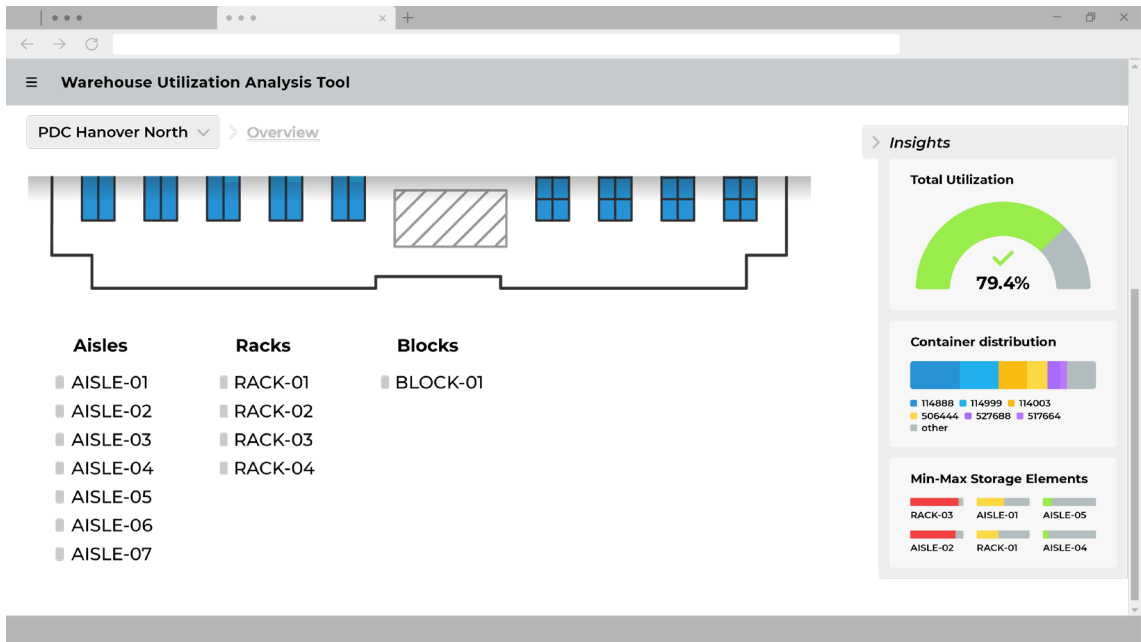 Warehouse Utilization Analysis Tool
PDC Hanover North
Overview
Insights
Total Utilization
79.4%
Aisles
AISLE-01
AISLE-02
AISLE-03
AISLE-04
AISLE-05
AISLE-06
AISLE-07
Racks
RACK-01
RACK-02
RACK-03
RACK-04
Blocks
BLOCK-01
Container distribution
114888 114999 114003
506444 527688 517664
other
Min-Max Storage Elements
RACK-03 AISLE-01 AISLE-05
AISLE-02 RACK-01 AISLE-04